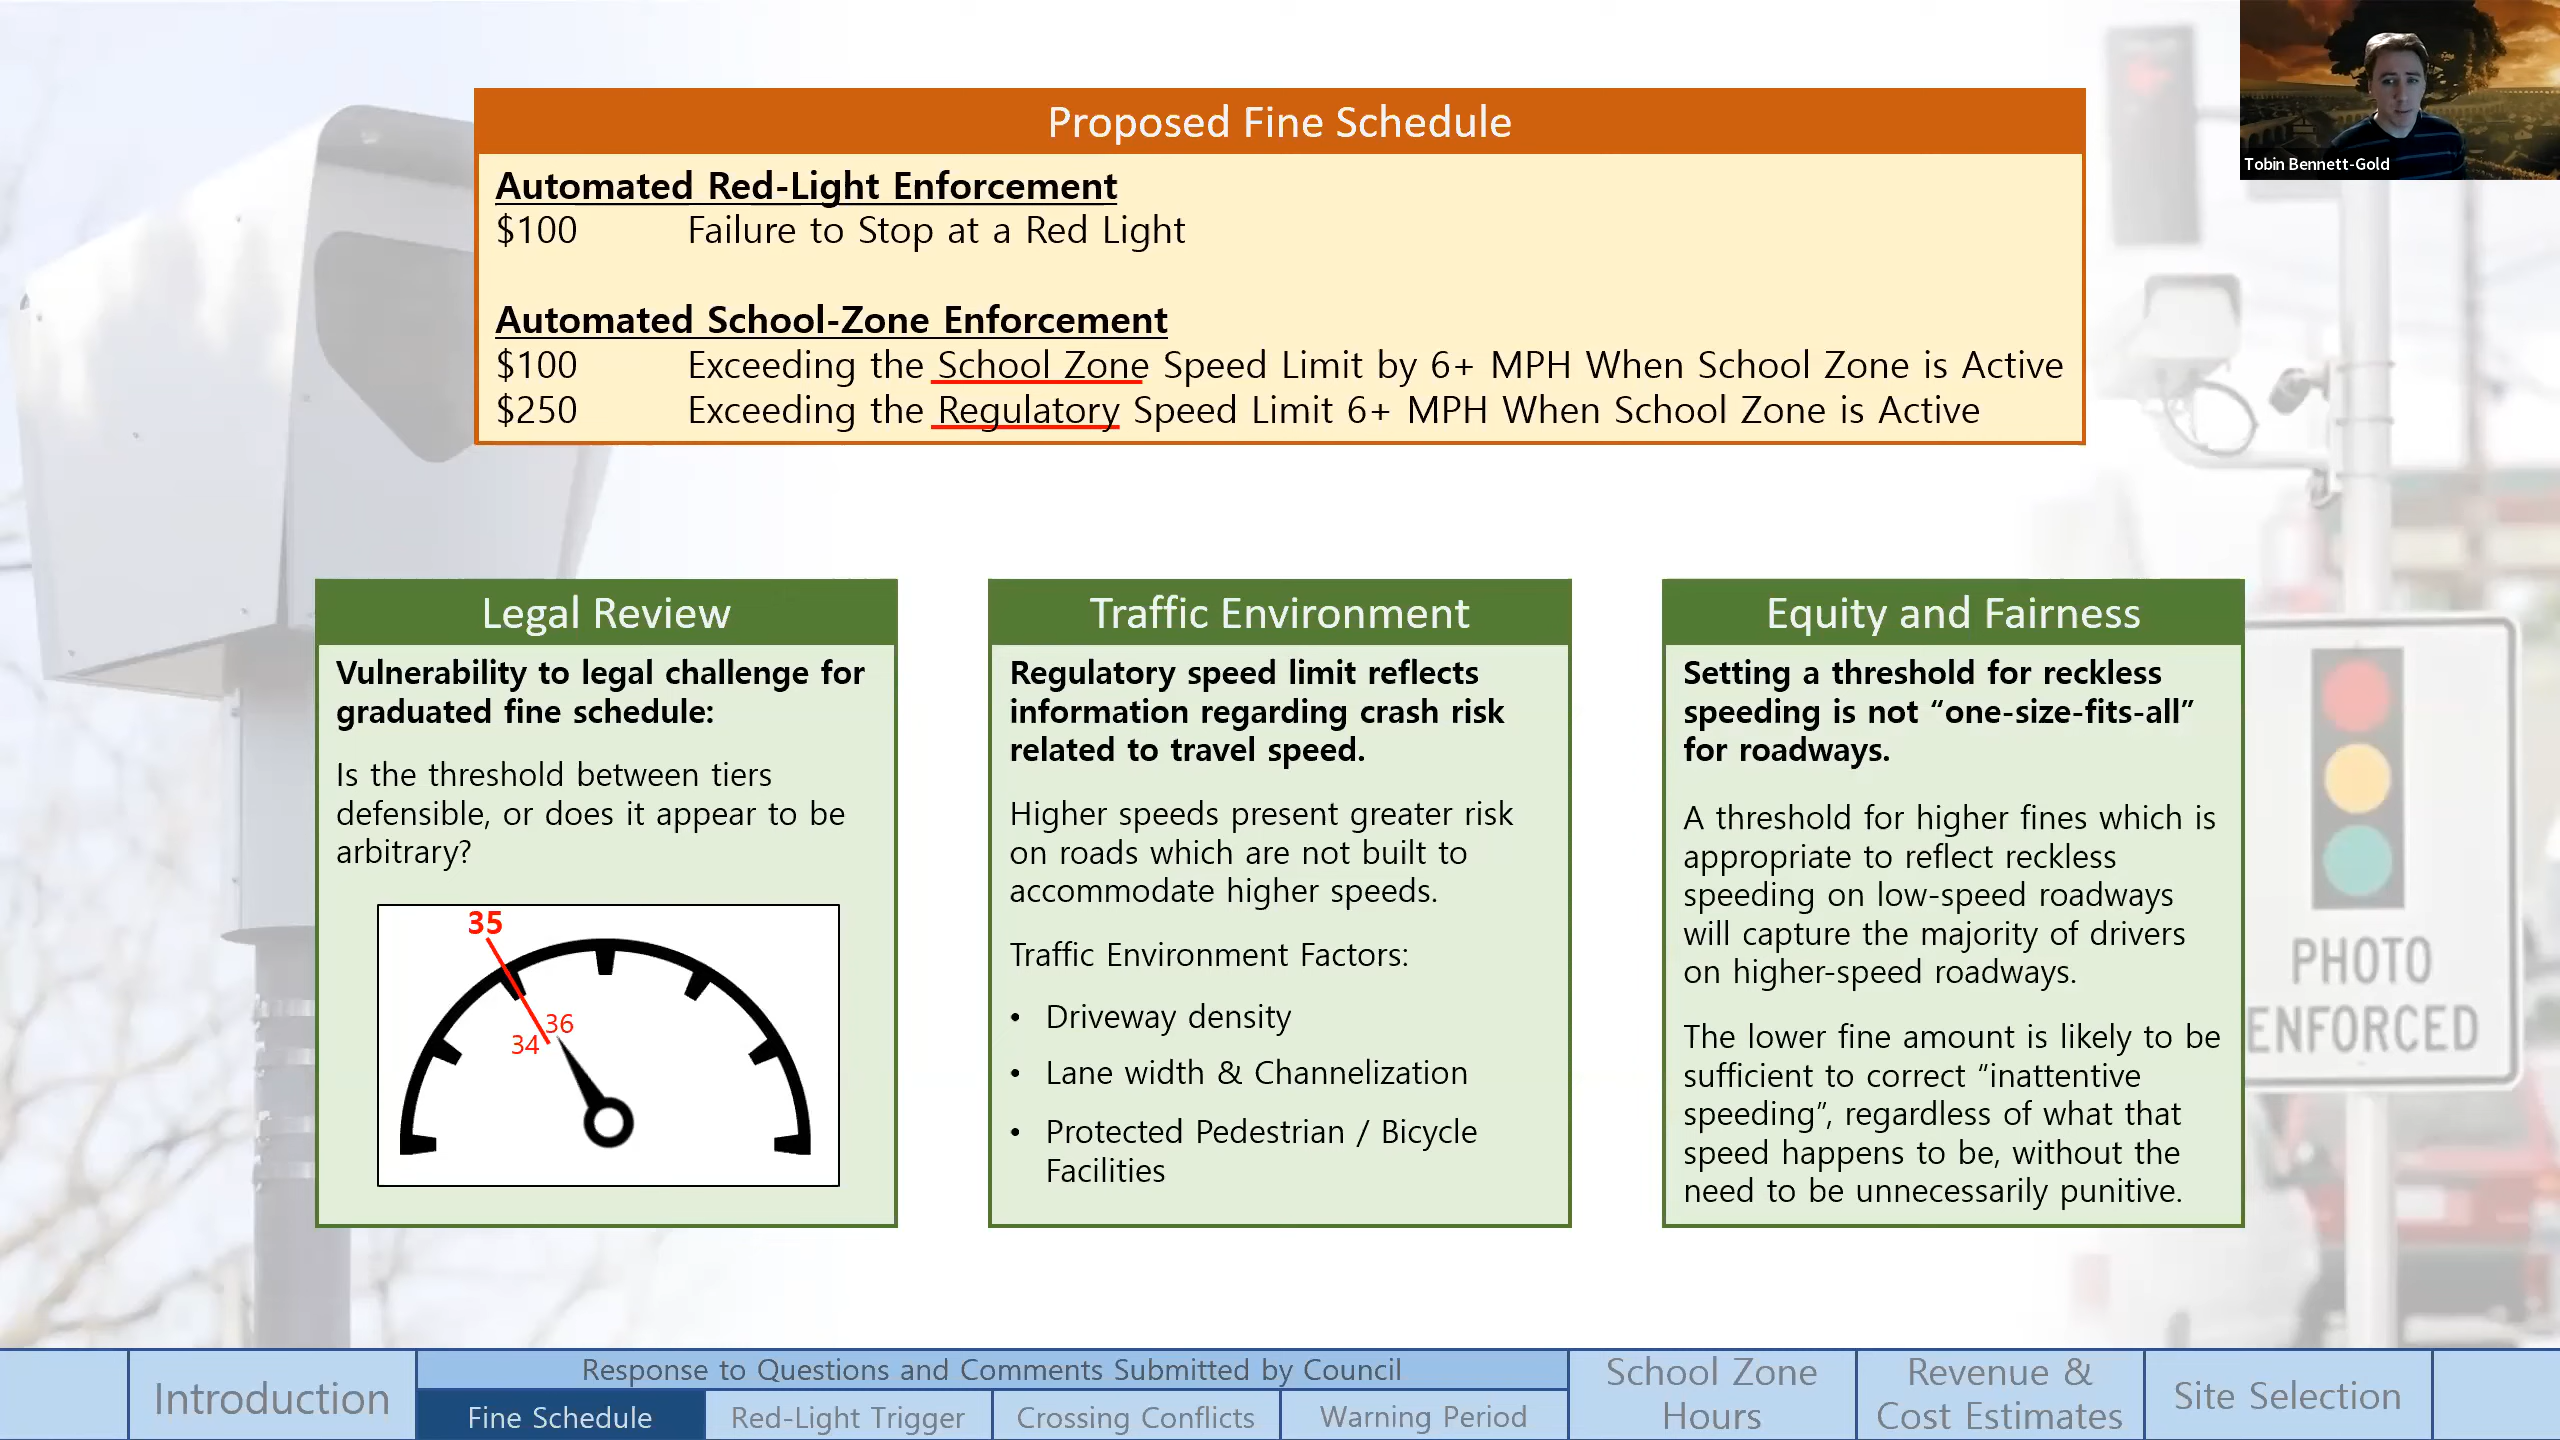 Proposed Fine Schedule
Automated Red-Light Enforcement
$100 Failure to Stop at a Red Light
Automated School-Zone Enforcement
$100 Exceeding the School Zone Speed Limit by 6+ MPH When School Zone is Active
$250 Exceeding the Regulatory Speed Limit 6+ MPH When School Zone is Active
Tobin Bennett-Gold
Legal Review
Vulnerability to legal challenge for
graduated fine schedule:
Is the threshold between tiers
defensible, or does it appear to be
arbitrary?
35
36
34
Traffic Environment
Regulatory speed limit reflects
information regarding crash risk
related to travel speed.
Higher speeds present greater risk
on roads which are not built to
accommodate higher speeds.
Traffic Environment Factors:
• Driveway density
• Lane width & Channelization
• Protected Pedestrian / Bicycle
Facilities
Equity and Fairness
Setting a threshold for reckless
speeding is not “one-size-fits-all”
for roadways.
A threshold for higher fines which is
appropriate to reflect reckless
speeding on low-speed roadways
will capture the majority of drivers
on higher-speed roadways.
The lower fine amount is likely to be
sufficient to correct “inattentive
speeding”, regardless of what that
speed happens to be, without the
need to be unnecessarily punitive.
PHOTO
ENFORCED
Introduction
Response to Questions and Comments Submitted by Council
Fine Schedule
Red-Light Trigger
Crossing Conflicts
Warning Period
School Zone
Hours
Revenue &
Cost Estimates
Site Selection